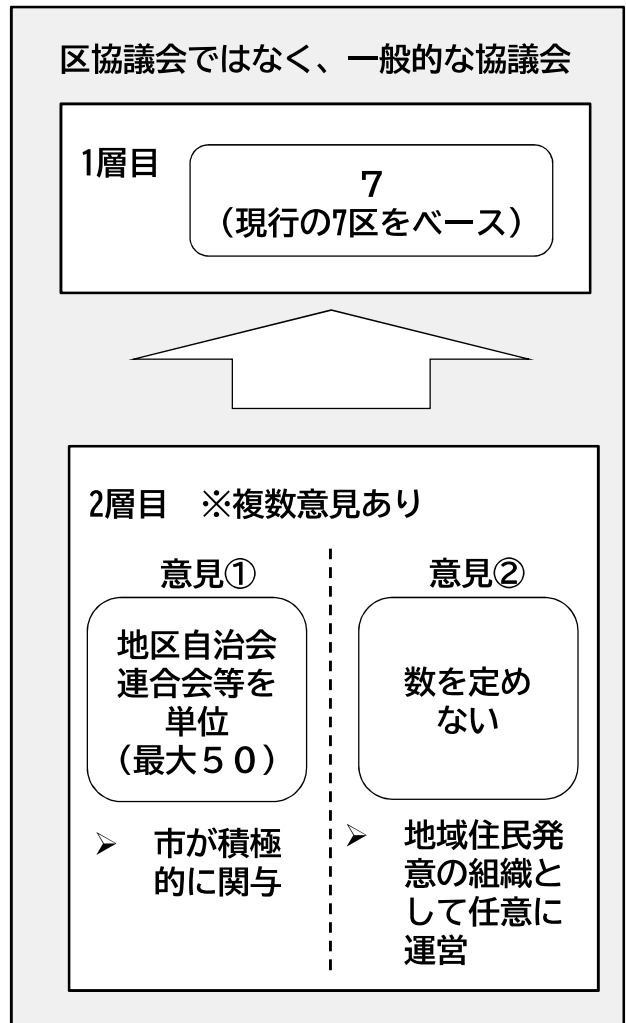 区協議会ではなく、一般的な協議会
1層目
７
（現行の7区をベース）
2層目　※複数意見あり
意見①
地区自治会
連合会等を
単位
（最大５０）
➢ 市が積極
的に関与
意見②
数を定め
ない
➢ 地域住民発
意の組織と
して任意に
運営